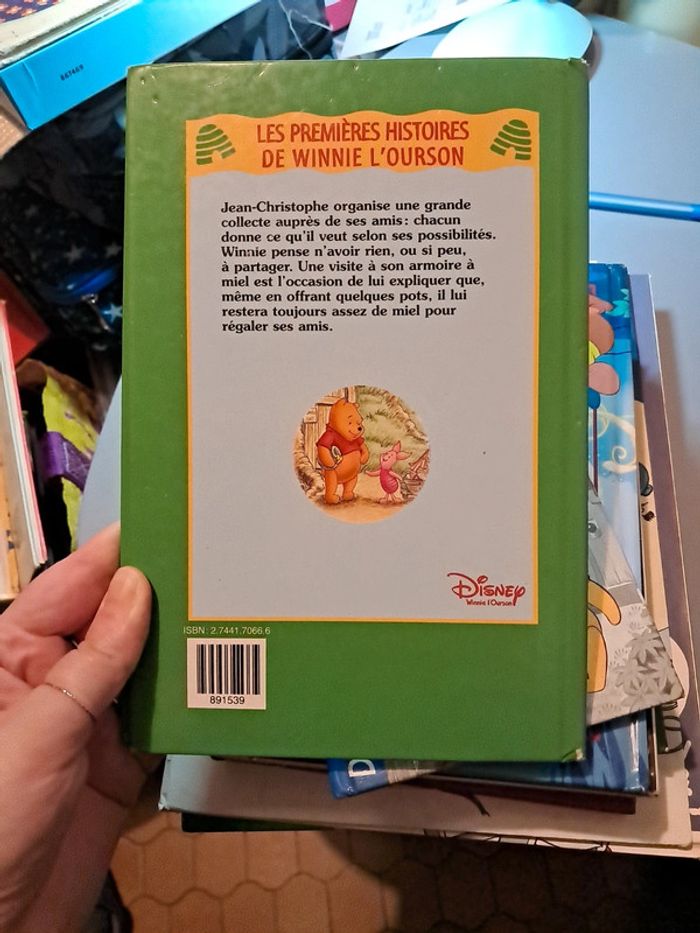 867469
LES PREMIÈRES HISTOIRES
DE WINNIE L'OURSON
Jean-Christophe organise une grande
collecte auprès de ses amis : chacun
donne ce qu'il veut selon ses possibilités.
Winnie pense n'avoir rien, ou si peu,
à partager. Une visite à son armoire à
miel est l'occasion de lui expliquer que,
même en offrant quelques pots, il lui
restera toujours assez de miel pour
régaler ses amis.
DISNEY
Winnie l'Ourson
ISBN: 2.7441.7066.6
891539
D